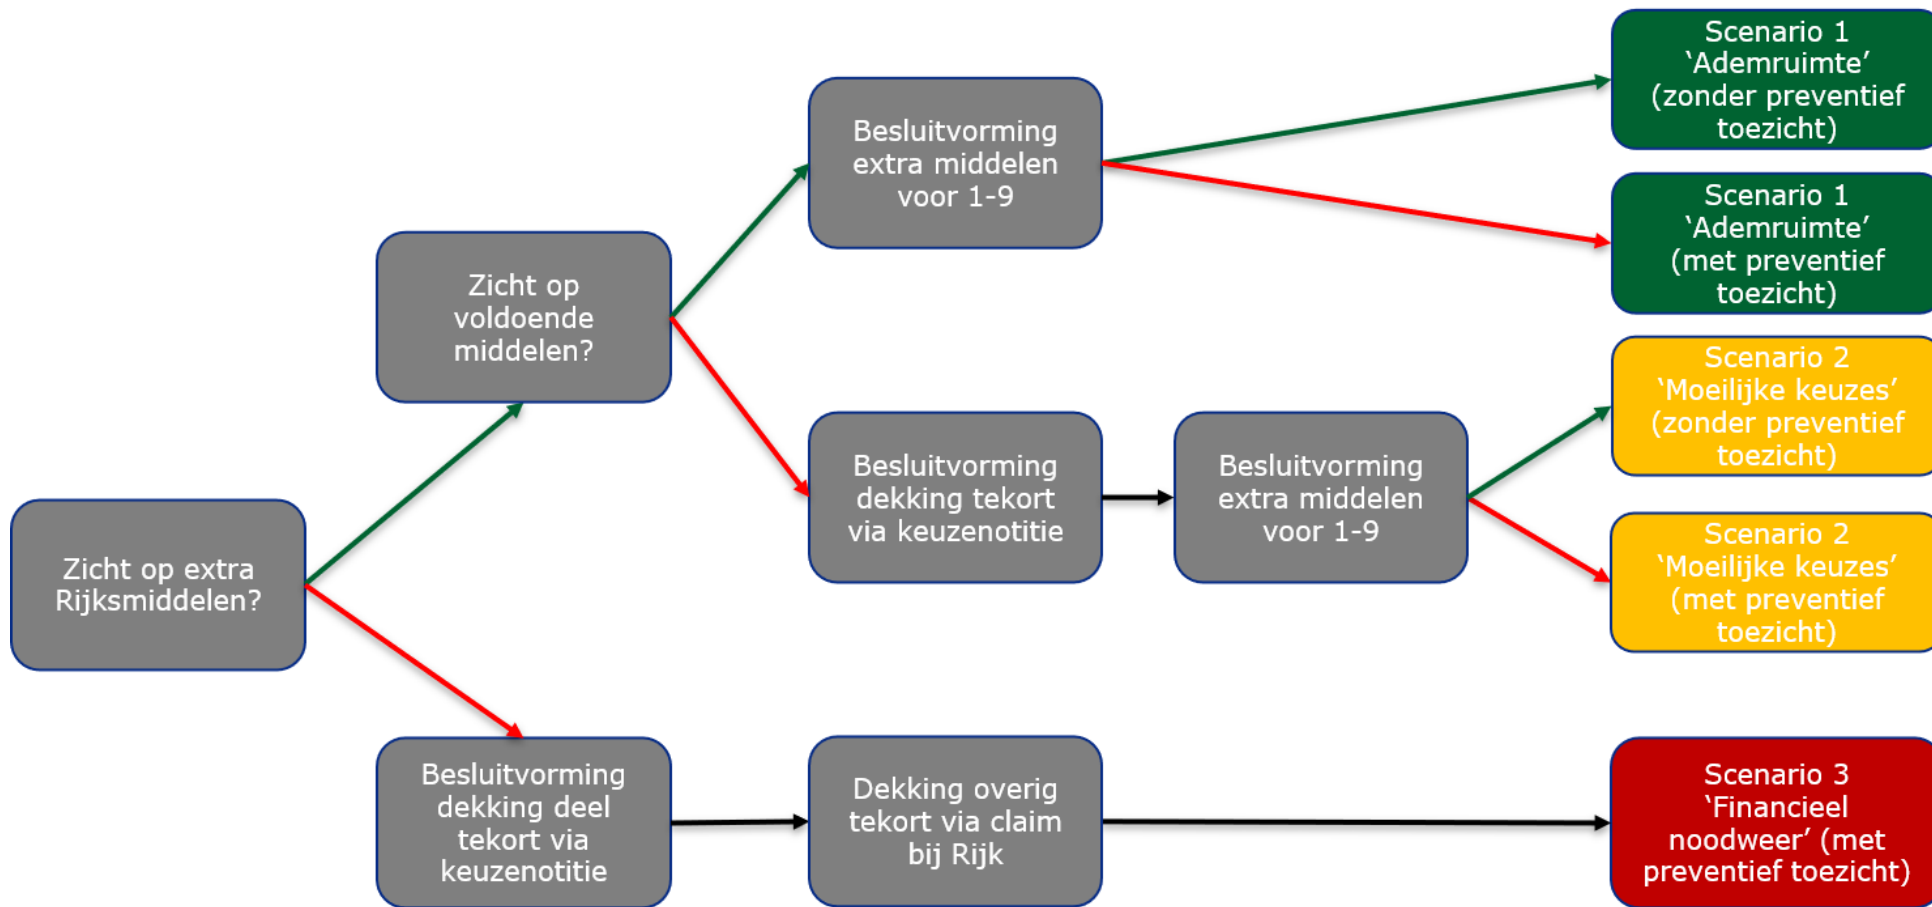 Zicht op extra
Rijksmiddelen?
Zicht op
voldoende
middelen?
Besluitvorming
dekking deel
tekort via
keuzenotitie
Besluitvorming
extra middelen
voor 1-9
Besluitvorming
dekking tekort
via keuzenotitie
Dekking overig
tekort via claim
bij Rijk
Besluitvorming
extra middelen
voor 1-9
Scenario 1
‘Ademruimte’
(zonder preventief
toezicht)
Scenario 1
‘Ademruimte’
(met preventief
toezicht)
Scenario 2
‘Moeilijke keuzes’
(zonder preventief
toezicht)
Scenario 2
‘Moeilijke keuzes’
(met preventief
toezicht)
Scenario 3
‘Financieel
noodweer’ (met
preventief toezicht)